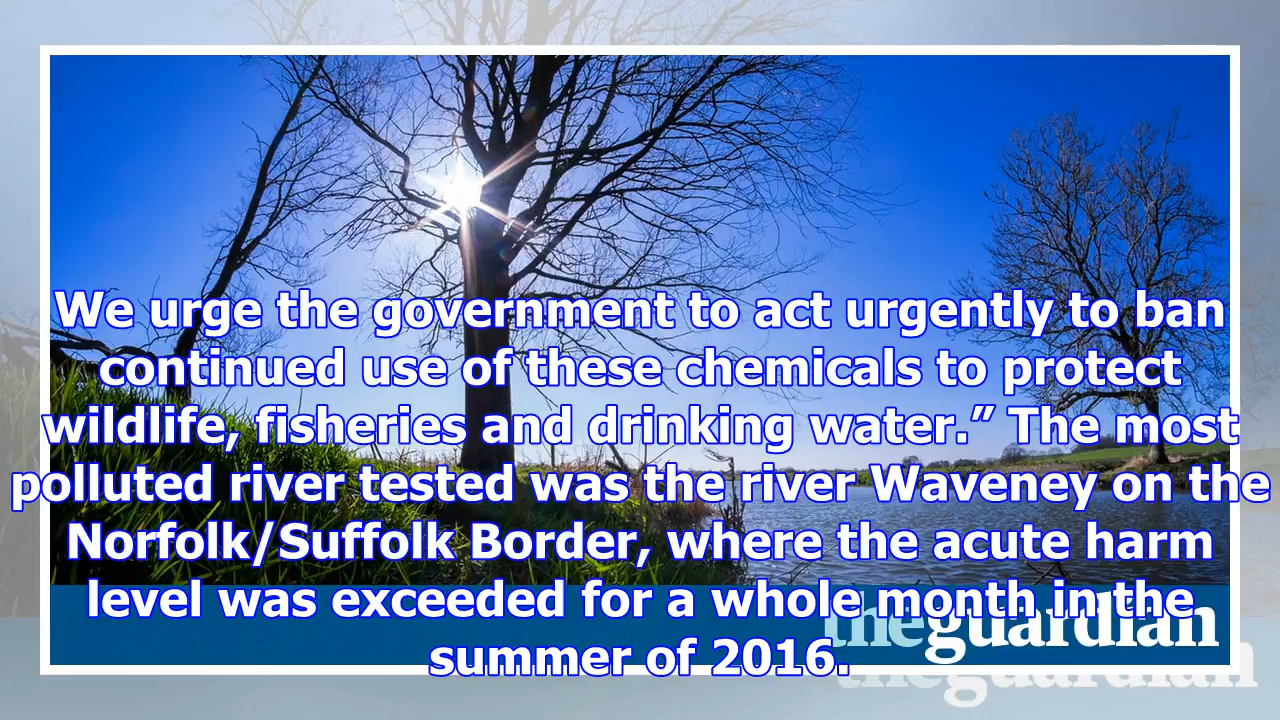 We urge the government to act urgently to ban
continued use of these chemicals to protect
wildlife, fisheries and drinking water.” The most
polluted river tested was the river Waveney on the
Norfolk/Suffolk Border, where the acute harm
level was exceeded for a whole month in the
summer of 2016.
theguardian
theguardian